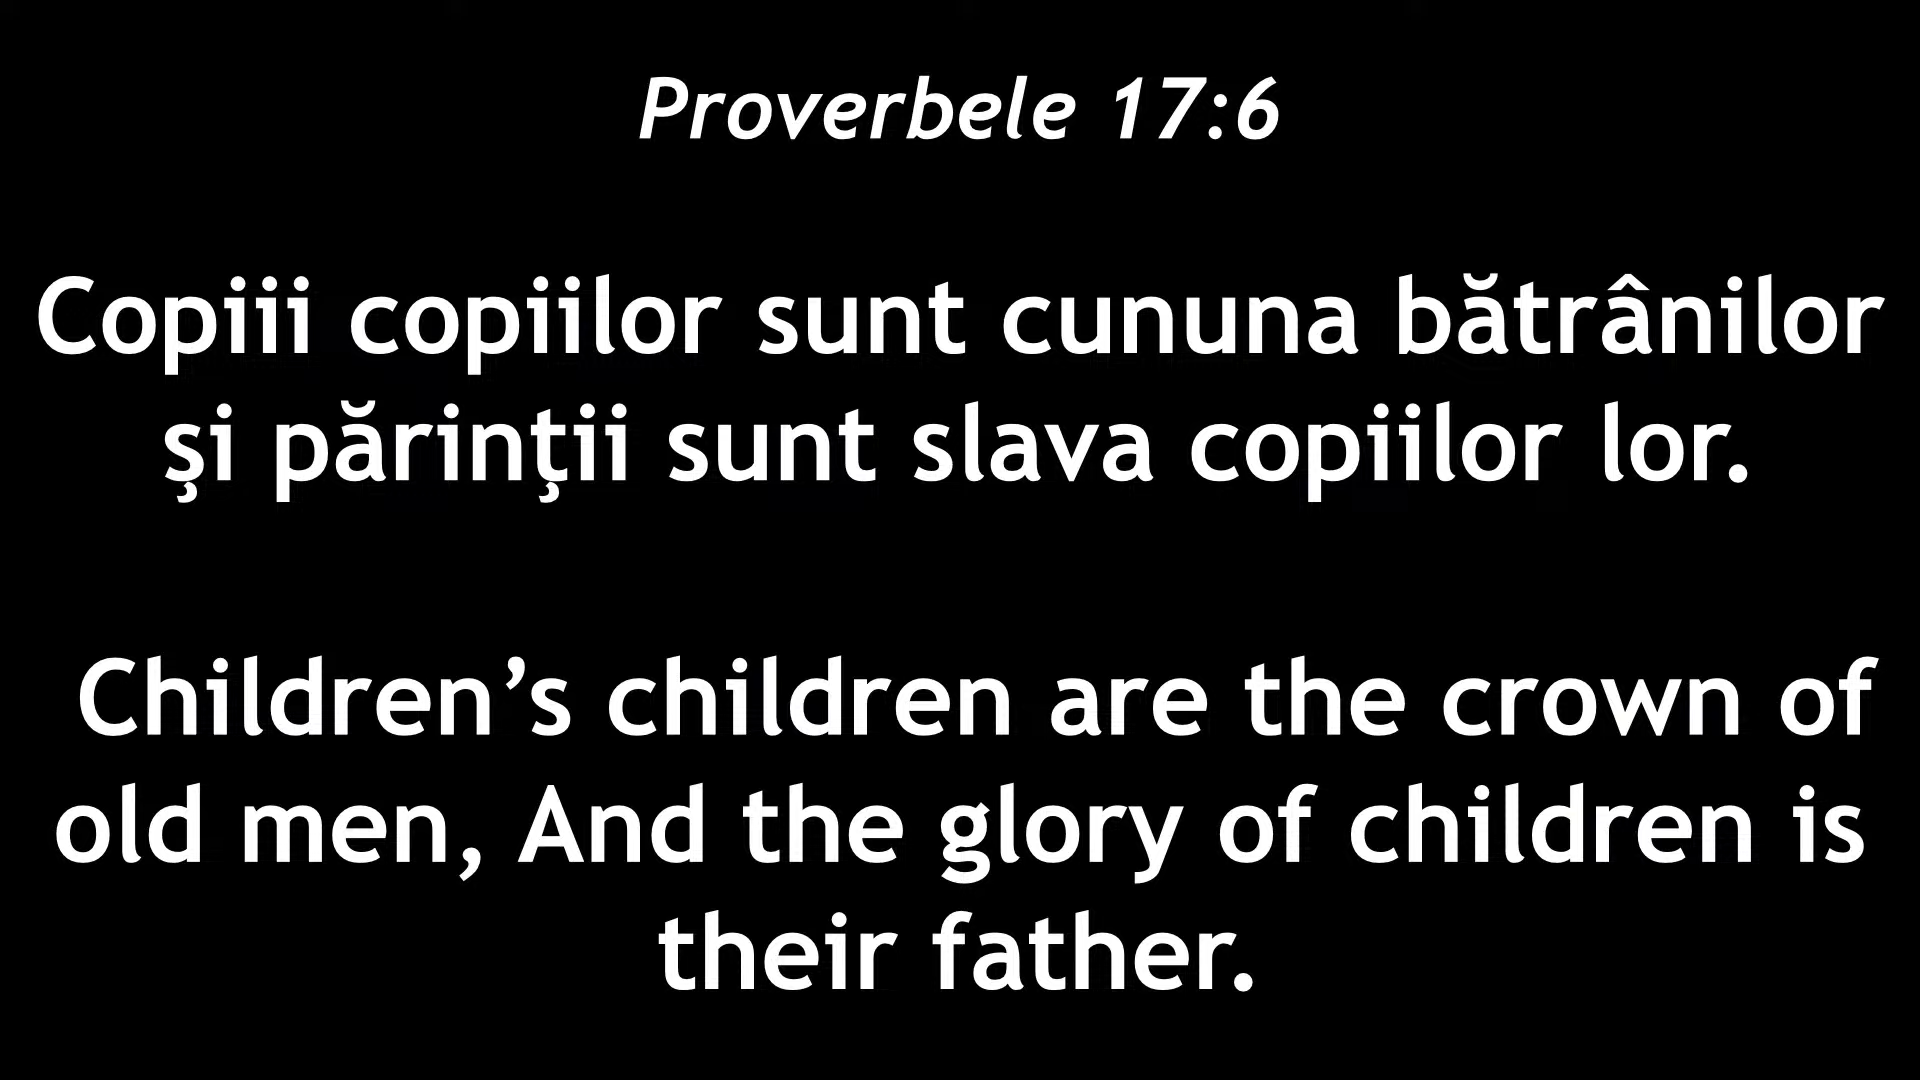 Proverbele 17:6
Copiii copiilor sunt cununa bătrânilor
şi părinţii sunt slava copiilor lor.
Children’s children are the crown of
old men, And the glory of children is
their father.